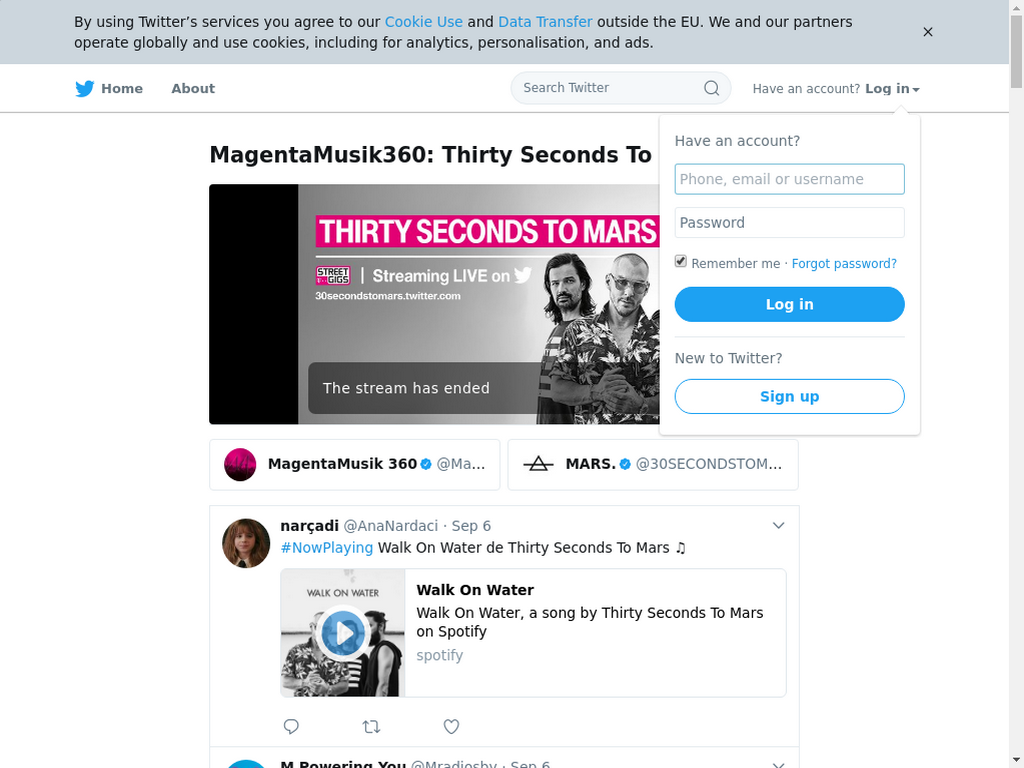 By using Twitter’s services you agree to our Cookie Use and Data Transfer outside the EU. We and our partners
operate globally and use cookies, including for analytics, personalisation, and ads.
Home
About
Search Twitter
Have an account? Log in
MagentaMusik360: Thirty Seconds To
Have an account?
Phone, email or username
Password
Remember me · Forgot password?
Log in
New to Twitter?
Sign up
THIRTY SECONDS TO MARS
STREET GIGS | Streaming LIVE on
30secondstomars.twitter.com
The stream has ended
MagentaMusik 360 @Ma...
MARS. @30SECONDSTOM...
narçadi @AnaNardaci · Sep 6
#NowPlaying Walk On Water de Thirty Seconds To Mars ♫
WALK ON WATER
Walk On Water
Walk On Water, a song by Thirty Seconds To Mars
on Spotify
spotify
M Powering You @Mradiosby · Sep 6